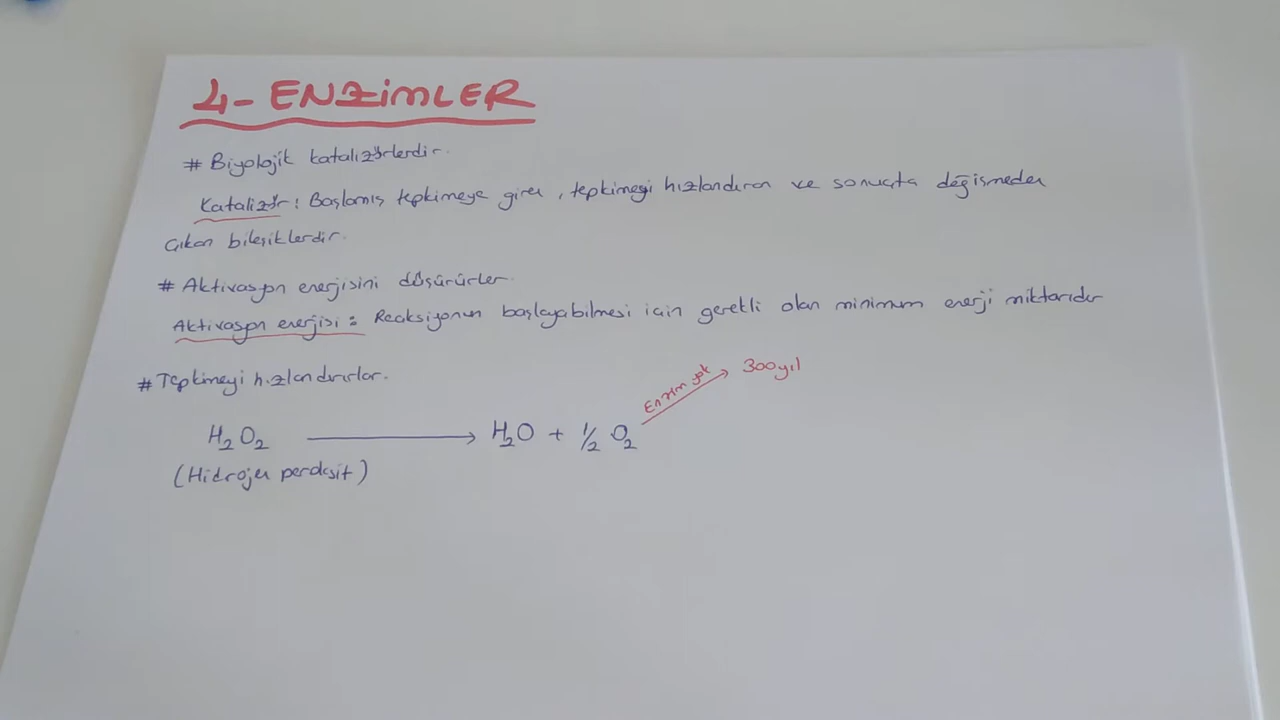 4- ENZİMLER
# Biyolojik katalizörlerdir.
Katalizör: Başlamış tepkimeye giren, tepkimeyi hızlandıran ve sonuçta değişmeden
çıkan bileşiklerdir.
# Aktivasyon enerjisini düşürürler.
Aktivasyon enerjisi: Reaksiyonun başlayabilmesi için gerekli olan minimum enerji miktarıdır
# Tepkimeyi hızlandırırlar.
Enzim yok → 300 yıl
H₂O₂ → H₂O + 1/2 O₂
(Hidrojen peroksit)